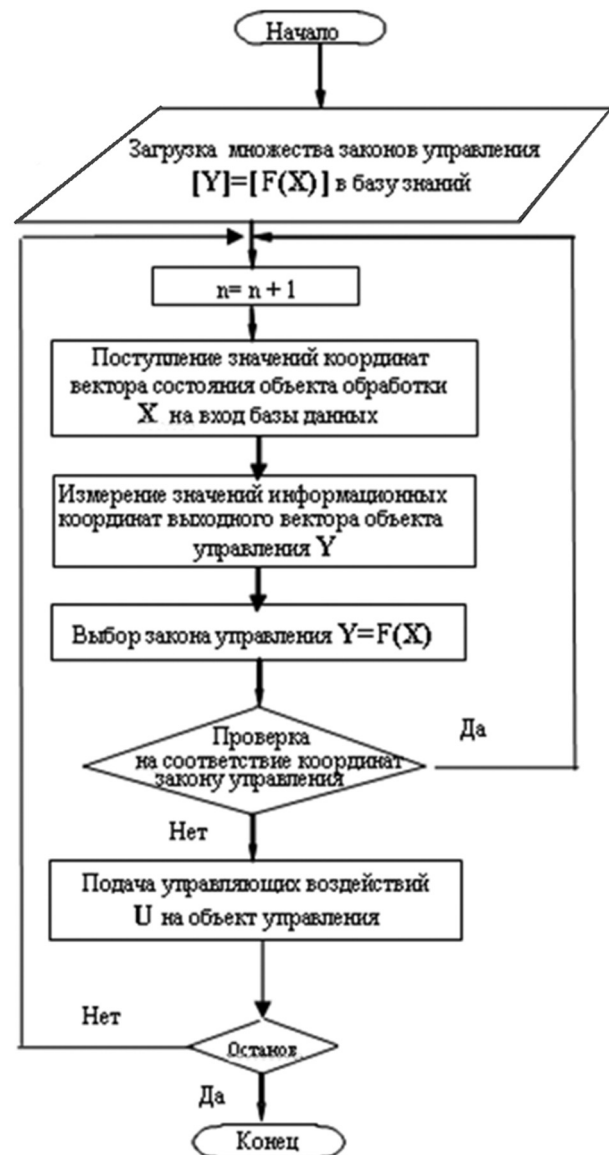 Начало
Загрузка множества законов управления
[Y]=[F(X)] в базу знаний
n= n + 1
Поступление значений координат
вектора состояния объекта обработки
X на вход базы данных
Измерение значений информационных
координат выходного вектора объекта
управления Y
Выбор закона управления Y=F(X)
Проверка
на соответствие координат
закону управления
Да
Нет
Подача управляющих воздействий
U на объект управления
Нет
Останов
Да
Конец